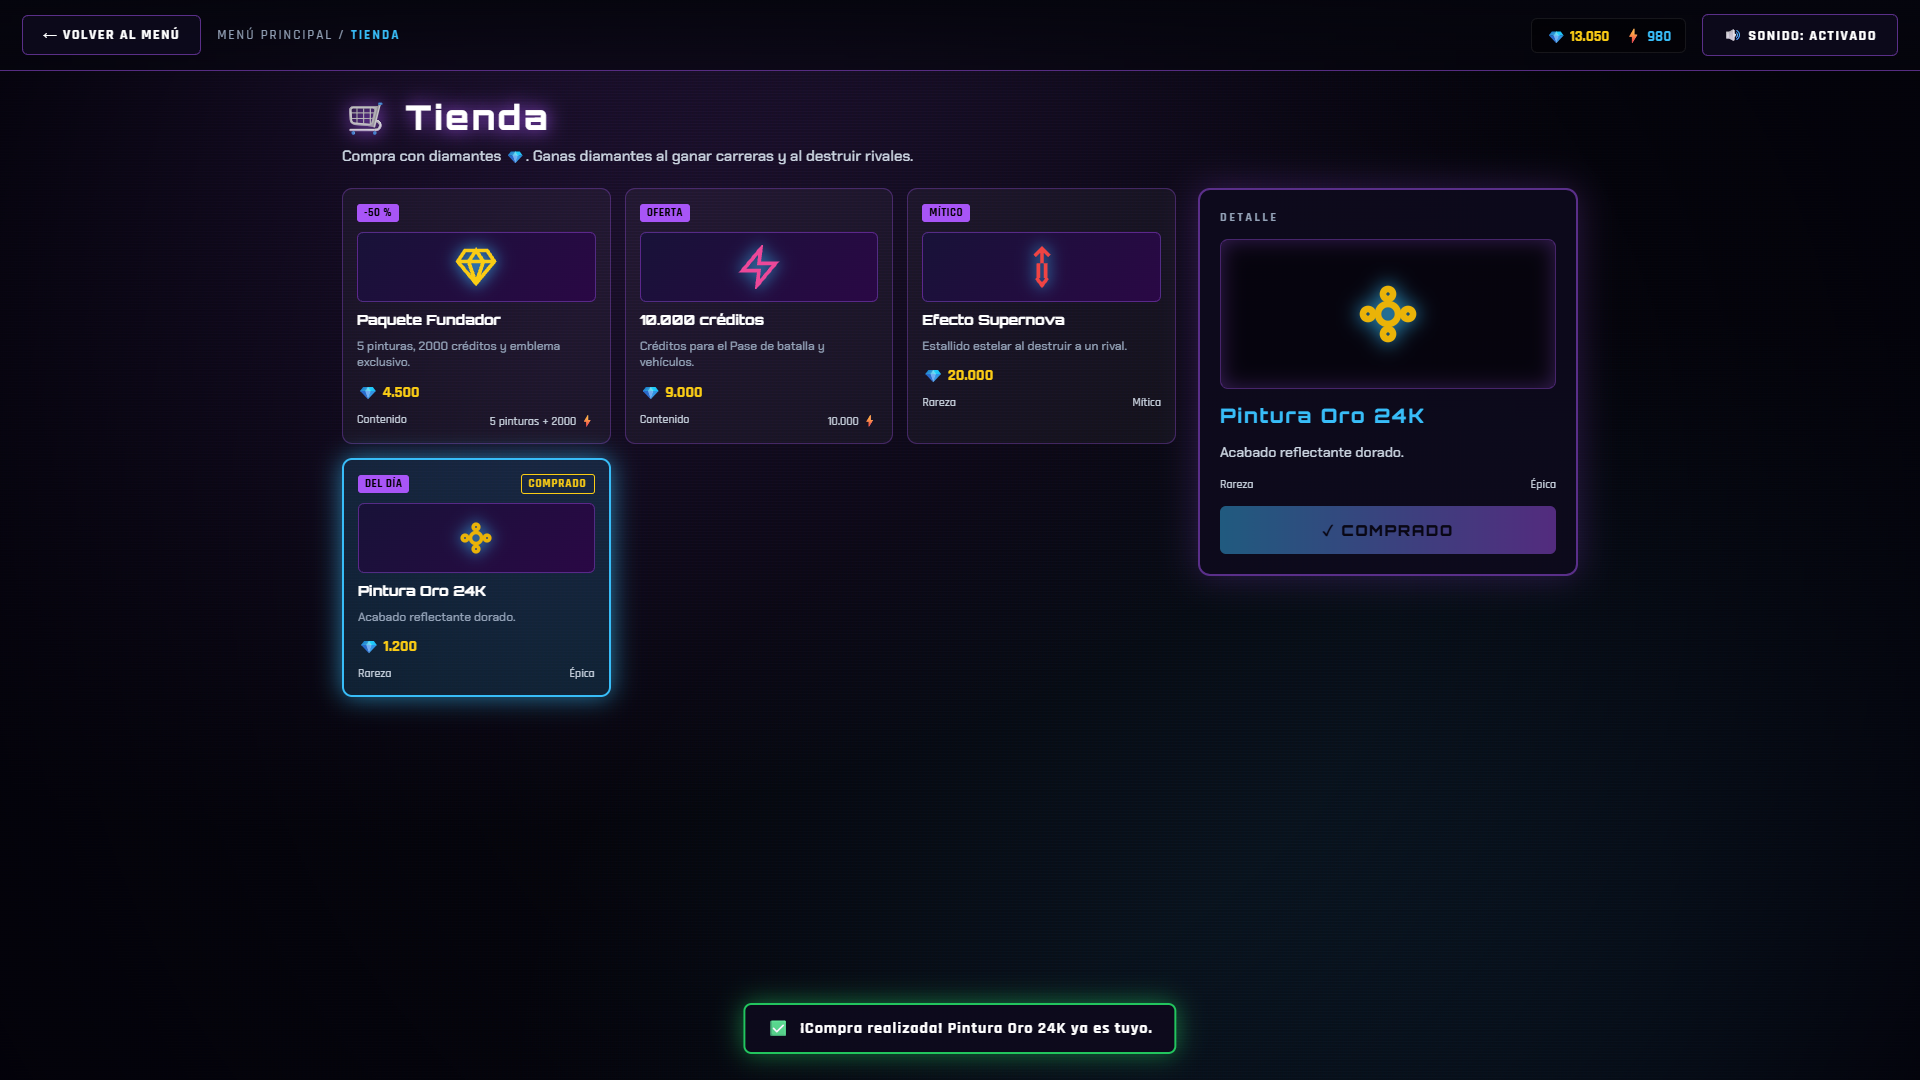 ← VOLVER AL MENÚ
MENÚ PRINCIPAL / TIENDA
13.050
980
SONIDO: ACTIVADO
Tienda
Compra con diamantes 💎. Ganas diamantes al ganar carreras y al destruir rivales.
-50 %
Paquete Fundador
5 pinturas, 2000 créditos y emblema
exclusivo.
4.500
Contenido 5 pinturas + 2000
OFERTA
10.000 créditos
Créditos para el Pase de batalla y
vehículos.
9.000
Contenido 10.000
MÍTICO
Efecto Supernova
Estallido estelar al destruir a un rival.
20.000
Rareza Mítica
DEL DÍA
COMPRADO
Pintura Oro 24K
Acabado reflectante dorado.
1.200
Rareza Épica
DETALLE
Pintura Oro 24K
Acabado reflectante dorado.
Rareza Épica
✓ COMPRADO
¡Compra realizada! Pintura Oro 24K ya es tuyo.